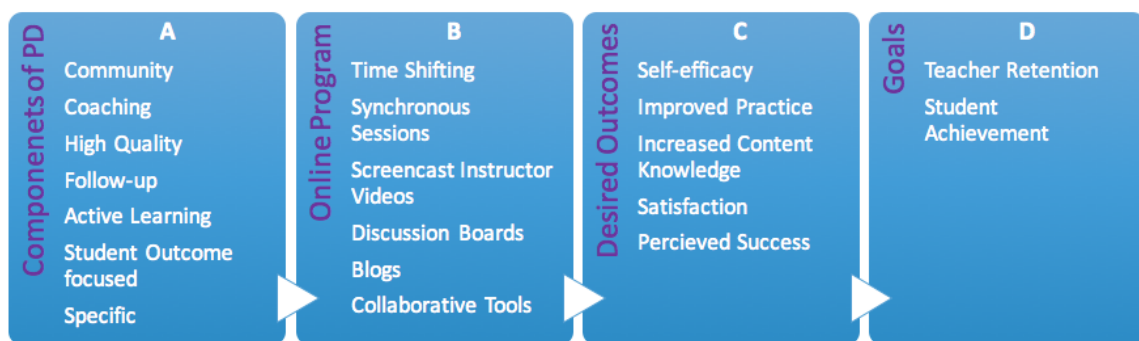 Componenets of PD
A
Community
Coaching
High Quality
Follow-up
Active Learning
Student Outcome
focused
Specific
Online Program
B
Time Shifting
Synchronous
Sessions
Screencast Instructor
Videos
Discussion Boards
Blogs
Collaborative Tools
Desired Outcomes
C
Self-efficacy
Improved Practice
Increased Content
Knowledge
Satisfaction
Percieved Success
Goals
D
Teacher Retention
Student
Achievement